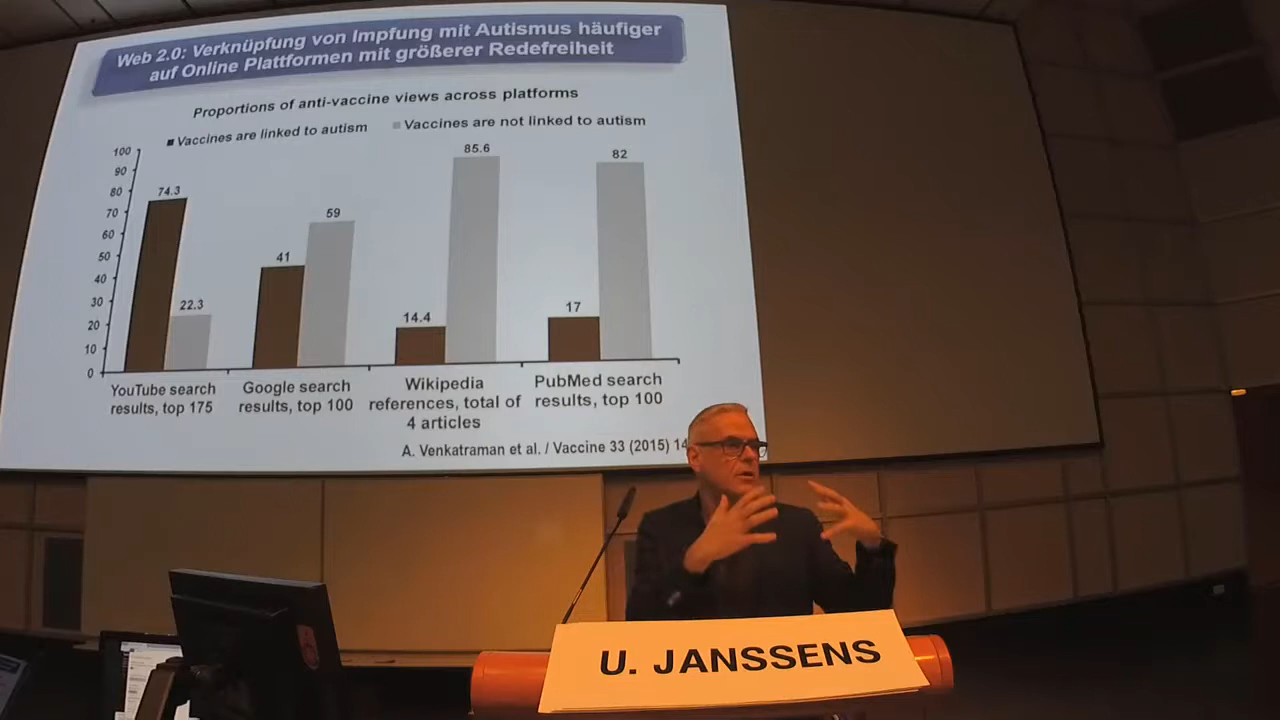 Web 2.0: Verknüpfung von Impfung mit Autismus häufiger
auf Online Plattformen mit größerer Redefreiheit
Proportions of anti-vaccine views across platforms
Vaccines are linked to autism
Vaccines are not linked to autism
100
90
80
70
60
50
40
30
20
10
0
74.3
22.3
41
59
14.4
85.6
17
82
YouTube search
results, top 175
Google search
results, top 100
Wikipedia
references, total of
4 articles
PubMed search
results, top 100
A. Venkatraman et al. / Vaccine 33 (2015) 14
U. JANSSENS